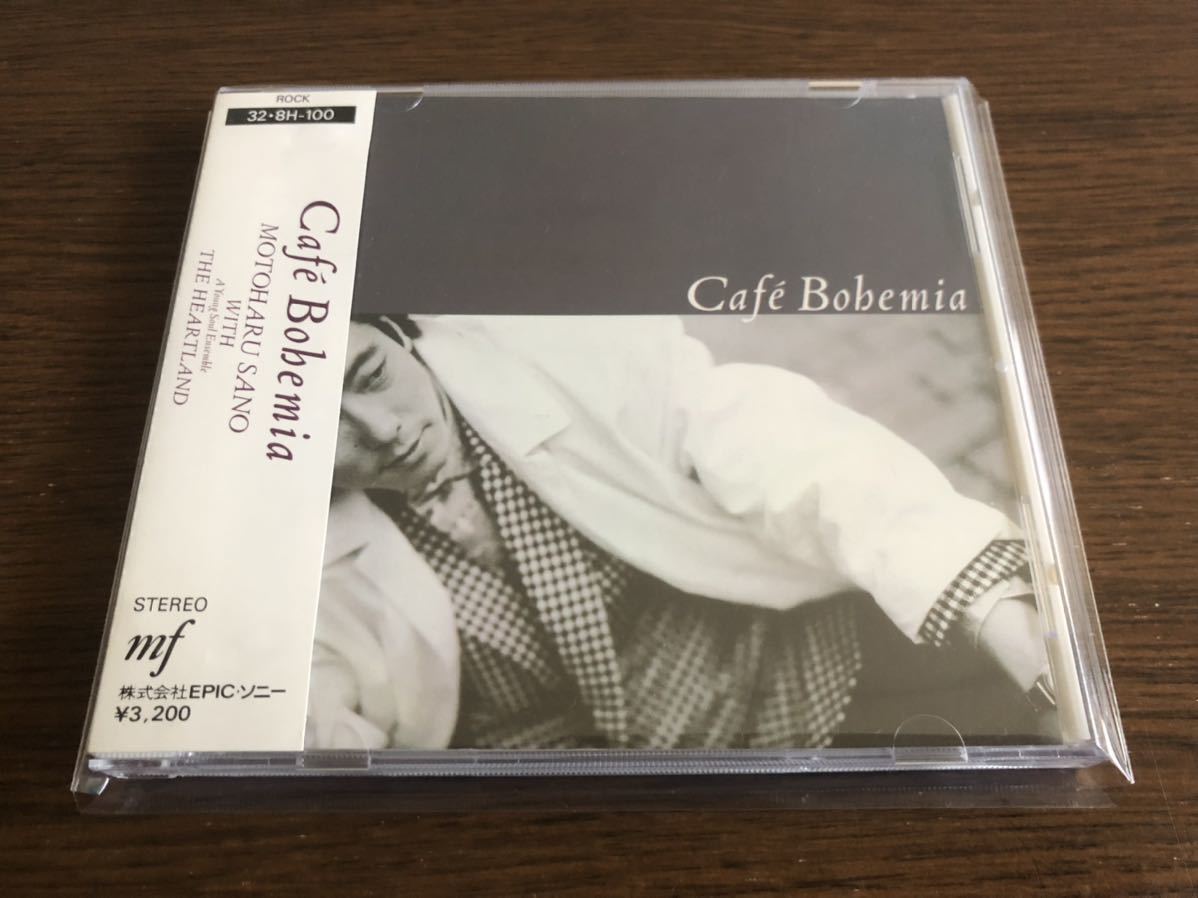 ROCK
32・8H-100
Café Bohemia
MOTOHARU SANO
WITH
A Young Soul Ensemble
THE HEARTLAND
STEREO
mf
株式会社EPIC・ソニー
¥3,200
Café Bohemia